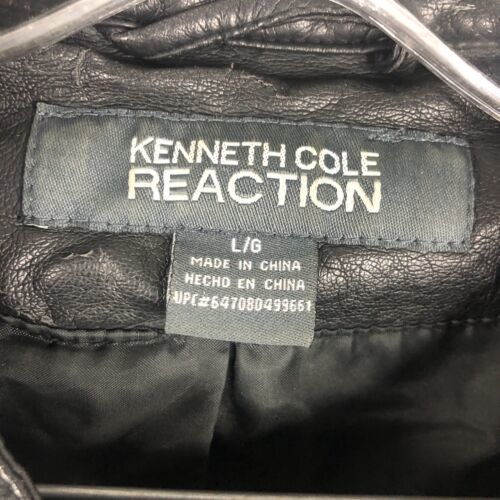 KENNETH COLE
REACTION
L/G
MADE IN CHINA
HECHO EN CHINA
UPC#647080499661